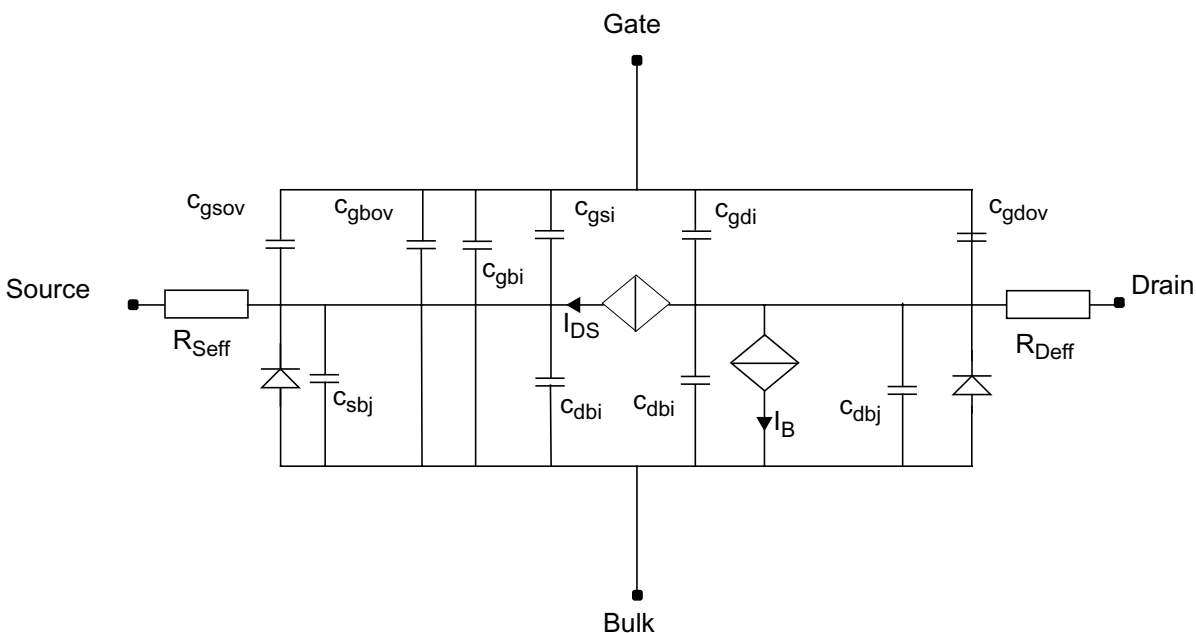 Gate
cgsov
cgbov
cgsi
cgdi
cgdov
cgbi
Source
Drain
IDS
RSeff
RDeff
csbj
cdbi
cdbi
cdbj
IB
Bulk